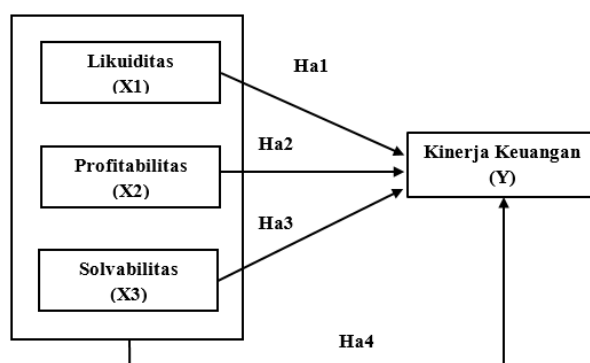 Likuiditas
(X1)
Ha1
Profitabilitas
(X2)
Ha2
Kinerja Keuangan
(Y)
Ha3
Solvabilitas
(X3)
Ha4